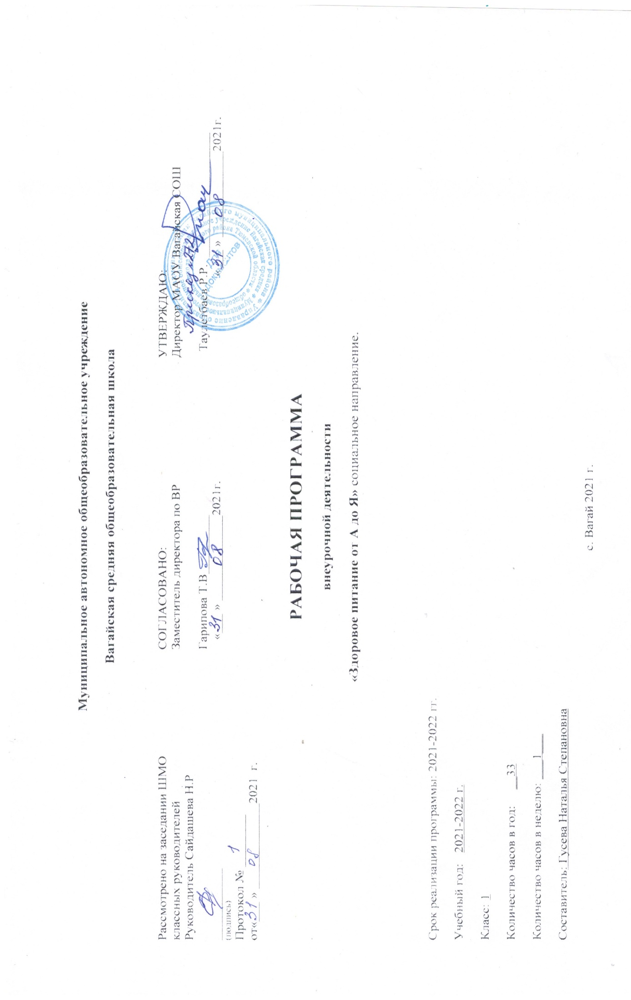 Муниципальное автономное общеобразовательное учреждение
Вагайская средняя общеобразовательная школа
Рассмотрено на заседании ШМО
классных руководителей
Руководитель Сайдашева Н.Р
(подпись)
Протокол № 1
от«31 » 08 2021 г.
СОГЛАСОВАНО:
Заместитель директора по ВР
Гарипова Т.В
«31 » 08 2021г.
УТВЕРЖДАЮ:
Директор МАОУ Вагайская СОШ
Приказ №272/
Таулетбаев Р.Р.
«31 » 08 2021г.
Для документов
РАБОЧАЯ ПРОГРАММА
внеурочной деятельности
«Здоровое питание от А до Я» социальное направление.
Срок реализации программы: 2021-2022 гг.
Учебный год: 2021-2022 г.
Класс: 1
Количество часов в год: 33
Количество часов в неделю: 1
Составитель: Гусева Наталья Степановна
с. Вагай 2021 г.